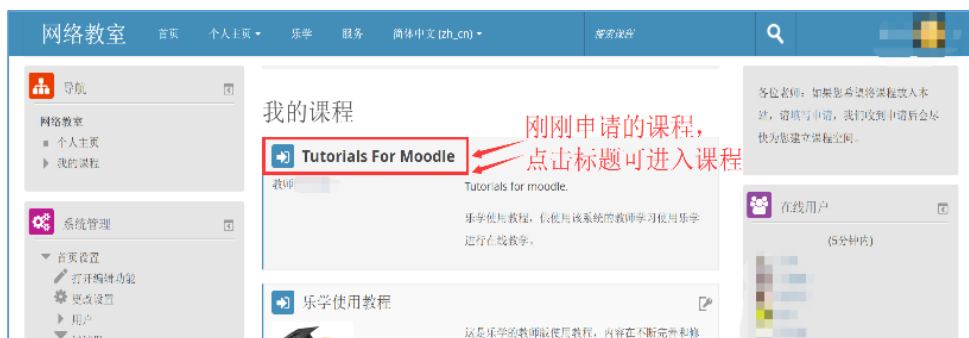 网络教室 首页 个人主页 乐学 服务 简体中文 (zh_cn) 搜索课程
导航
网络教室
个人主页
我的课程
系统管理
首页设置
打开编辑功能
更改设置
用户
我的课程
Tutorials For Moodle
教师
Tutorials for moodle.
乐学使用教程，供使用该系统的教师学习使用乐学
进行在线教学。
刚刚申请的课程，
点击标题可进入课程
乐学使用教程
这是乐学的教师版使用教程，内容在不断完善和修
各位老师：如果您希望将课程放入本
站，请填写申请，我们收到申请后会尽
快为您建立课程空间。
在线用户
(5分钟内)